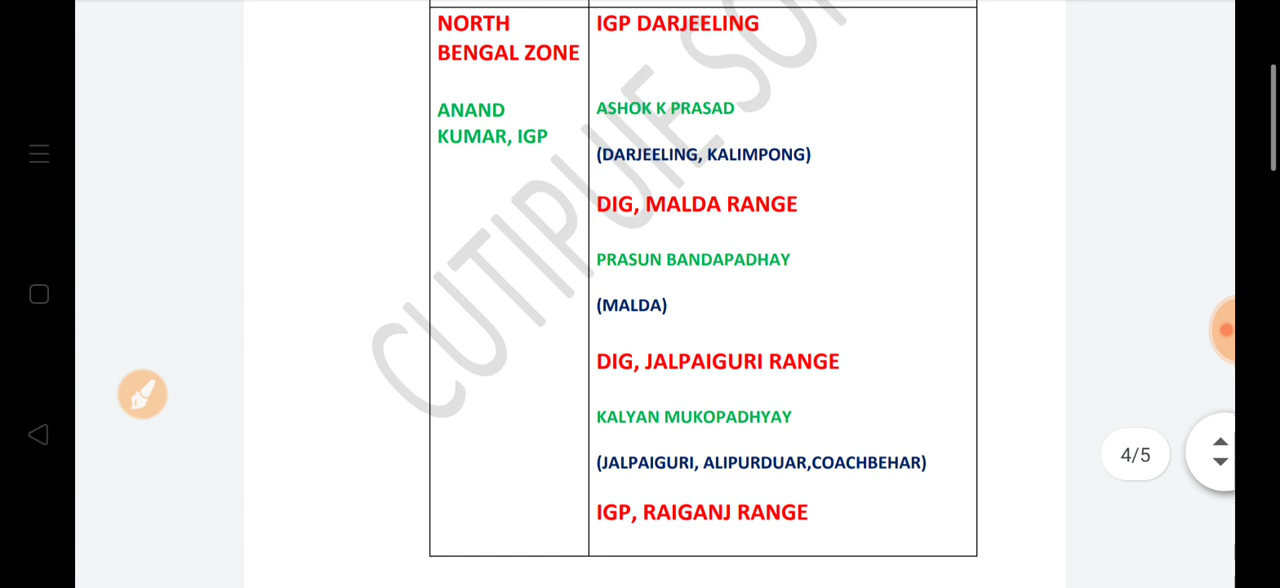 NORTH
BENGAL ZONE
ANAND
KUMAR, IGP
IGP DARJEELING
ASHOK K PRASAD
(DARJEELING, KALIMPONG)
DIG, MALDA RANGE
PRASUN BANDAPADHAY
(MALDA)
DIG, JALPAIGURI RANGE
KALYAN MUKOPADHYAY
(JALPAIGURI, ALIPURDUAR,COACHBEHAR)
IGP, RAIGANJ RANGE
4/5